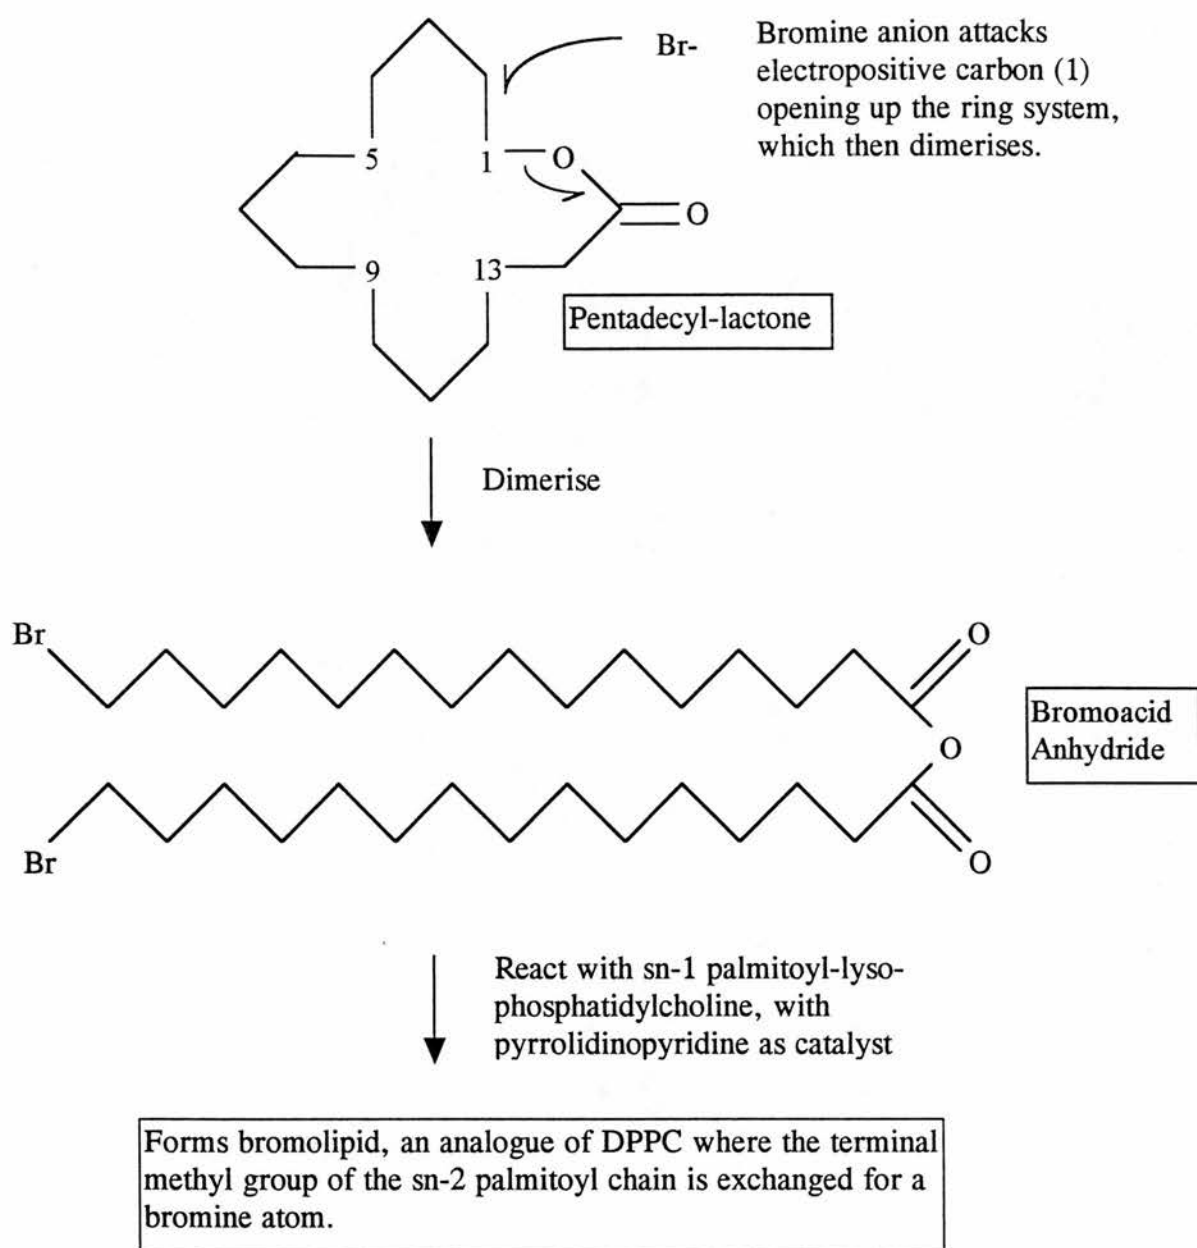 Br-
Bromine anion attacks
electropositive carbon (1)
opening up the ring system,
which then dimerises.
5
1
O
O
9
13
Pentadecyl-lactone
Dimerise
Br
O
Bromoacid
Anhydride
O
Br
O
React with sn-1 palmitoyl-lyso-
phosphatidylcholine, with
pyrrolidinopyridine as catalyst
Forms bromolipid, an analogue of DPPC where the terminal
methyl group of the sn-2 palmitoyl chain is exchanged for a
bromine atom.